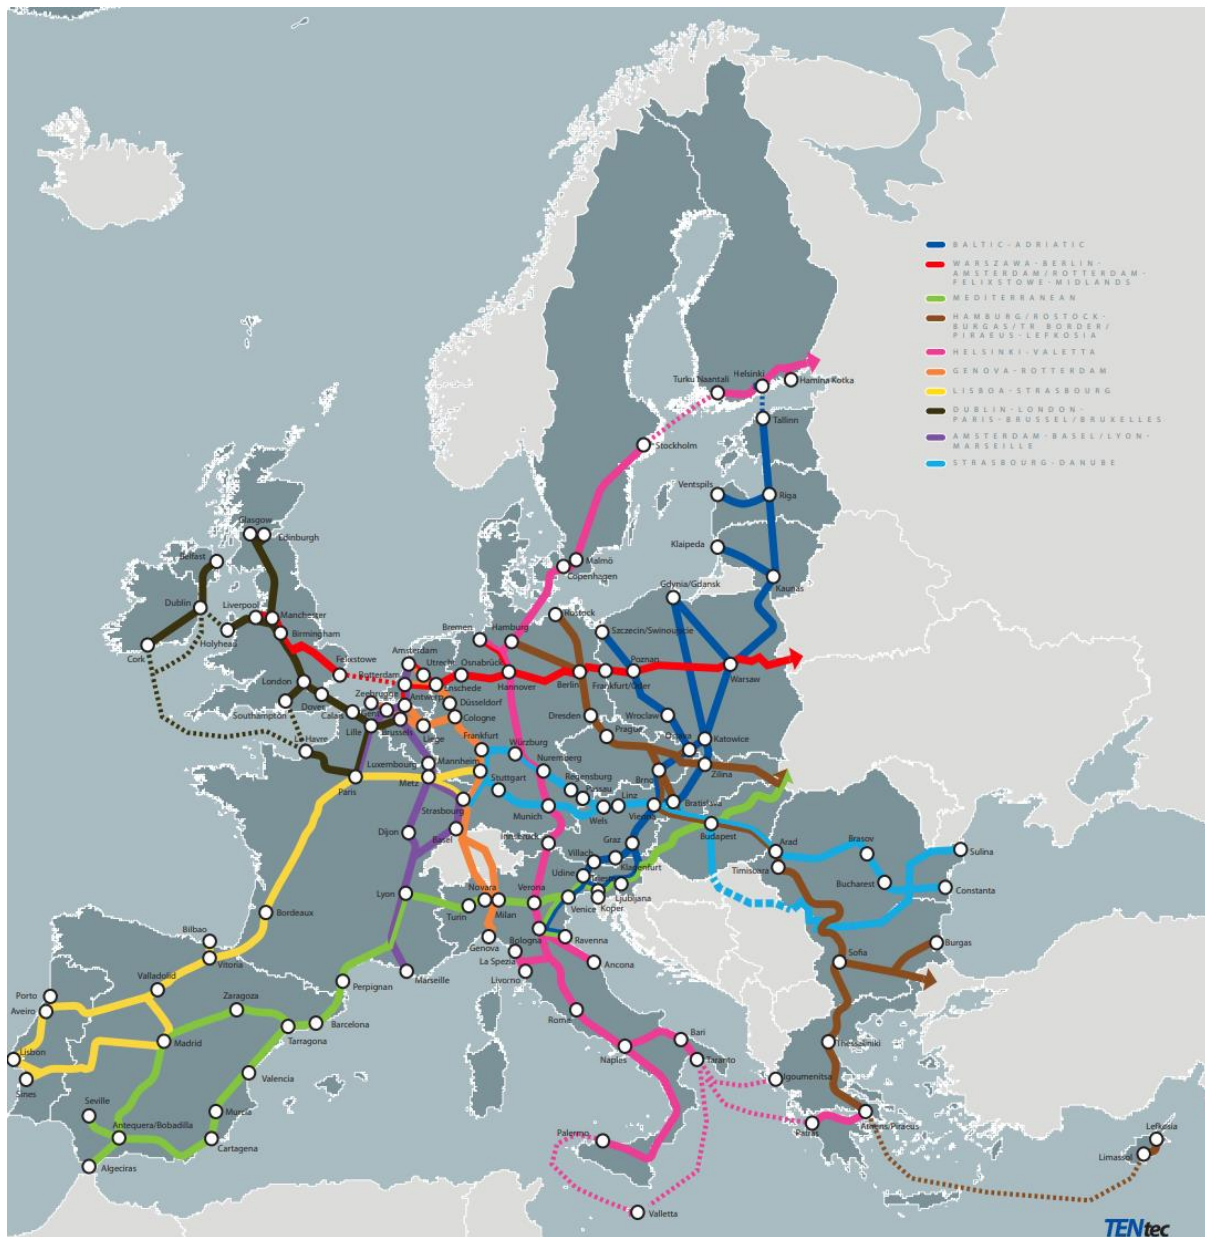 BALTIC-ADRIATIC
WARSZAWA-BERLIN-
AMSTERDAM/ROTTERDAM-
FELIXSTOWE-MIDLANDS
MEDITERRANEAN
HAMBURG/ROSTOCK-
BURGAS/TR BORDER/
PIRAEUS-LEFKOSIA
HELSINKI-VALETTA
GENOVA-ROTTERDAM
LISBOA-STRASBOURG
DUBLIN-LONDON-
PARIS-BRUSSEL/BRUXELLES
AMSTERDAM-BASEL/LYON-
MARSEILLE
STRASBOURG-DANUBE
Helsinki
Turku Naantali
Hamina Kotka
Tallinn
Stockholm
Ventspils
Riga
Glasgow
Edinburgh
Klaipeda
Belfast
Malmö
Copenhagen
Kaunas
Gdynia/Gdansk
Dublin
Liverpool
Manchester
Rostock
Holyhead
Birmingham
Bremen
Hamburg
Szczecin/Swinoujscie
Cork
Felixstowe
Amsterdam
Utrecht
Osnabrück
Rotterdam
Enschede
Hannover
Berlin
Frankfurt/Oder
Poznan
Warsaw
London
Zeebrugge
Antwerp
Düsseldorf
Southampton
Dover
Calais
Gent
Cologne
Dresden
Wroclaw
Lille
Brussels
Liège
Prague
Ostava
Katowice
Le Havre
Frankfurt
Würzburg
Luxembourg
Mannheim
Nuremberg
Zilina
Paris
Metz
Stuttgart
Regensburg
Passau
Brno
Strasbourg
Munich
Wels
Linz
Vienna
Bratislava
Dijon
Basel
Innsbruck
Graz
Budapest
Arad
Brasov
Sulina
Villach
Klagenfurt
Timisoara
Udine
Bucharest
Constanta
Lyon
Novara
Verona
Trieste
Ljubljana
Turin
Milan
Venice
Koper
Bordeaux
Bilbao
Genova
Bologna
Ravenna
Burgas
Vitoria
La Spezia
Ancona
Sofia
Valladolid
Marseille
Livorno
Perpignan
Porto
Zaragoza
Aveiro
Rome
Barcelona
Tarragona
Madrid
Bari
Thessaliniki
Lisbon
Naples
Taranto
Sines
Valencia
Igoumenitsa
Seville
Murcia
Patras
Athens/Piraeus
Antequera/Bobadilla
Cartagena
Palermo
Lefkosia
Limassol
Algeciras
Valletta
TENtec